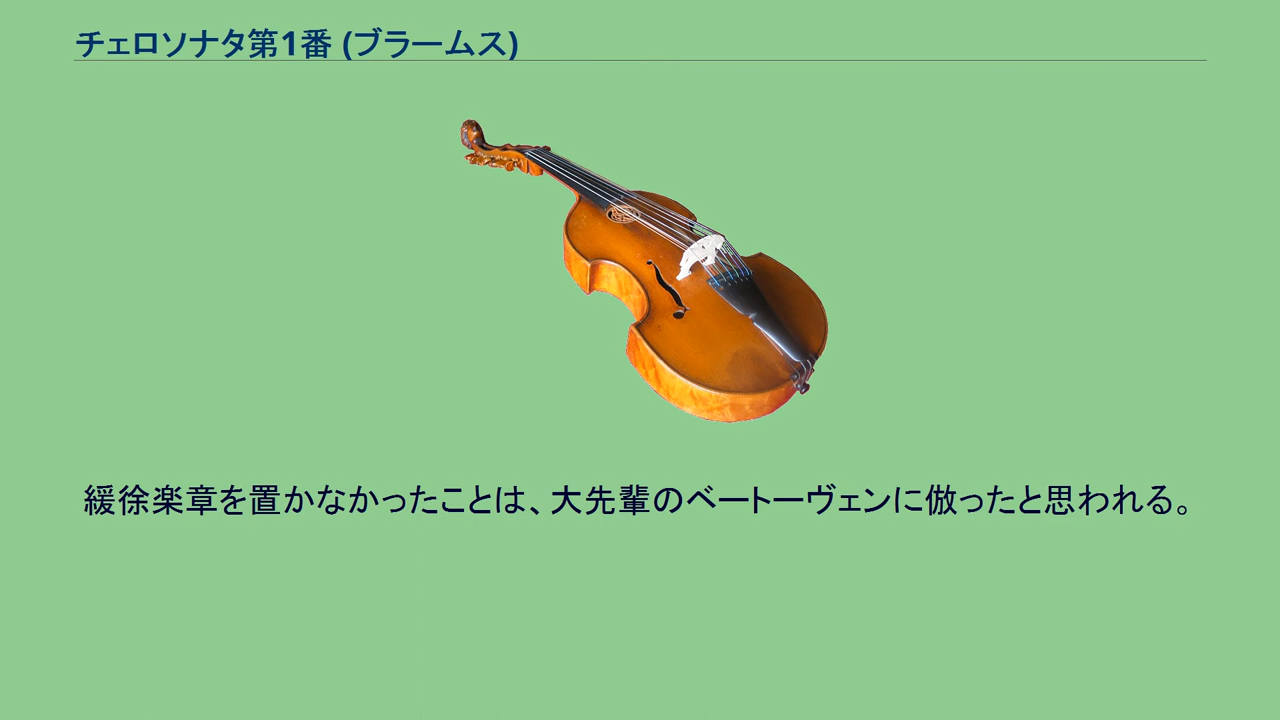 チェロソナタ第1番 (ブラームス)
緩徐楽章を置かなかったことは、大先輩のベートーヴェンに倣ったと思われる。